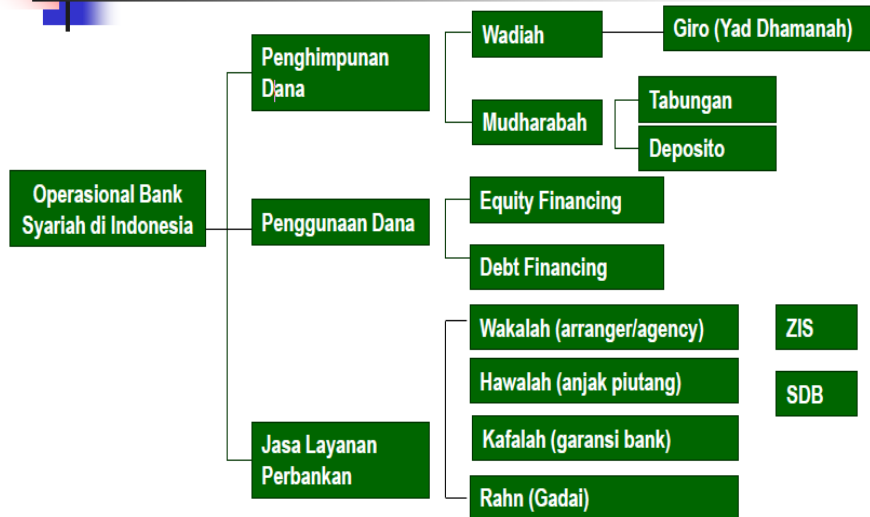 Operasional Bank
Syariah di Indonesia
Penghimpunan
Dana
Wadiah
Giro (Yad Dhamanah)
Mudharabah
Tabungan
Deposito
Penggunaan Dana
Equity Financing
Debt Financing
Jasa Layanan
Perbankan
Wakalah (arranger/agency)
Hawalah (anjak piutang)
Kafalah (garansi bank)
Rahn (Gadai)
ZIS
SDB